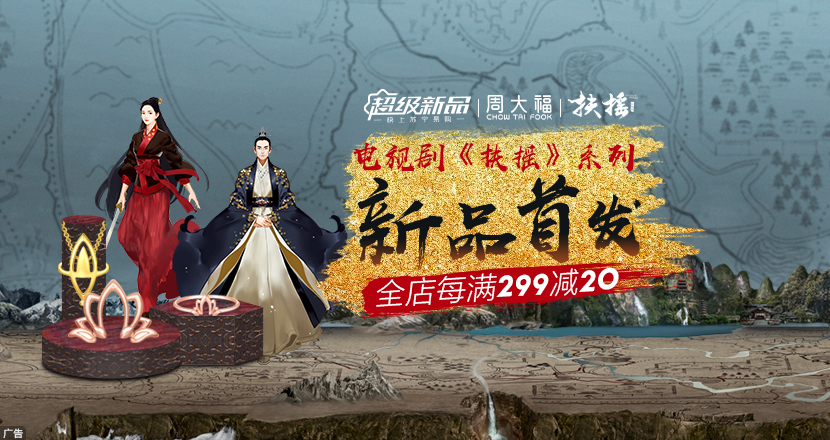 超级新品 | 周大福 | 扶摇
快上苏宁易购 CHOW TAI FOOK
电视剧《扶摇》系列
新品首发
全店每满299减20
广告